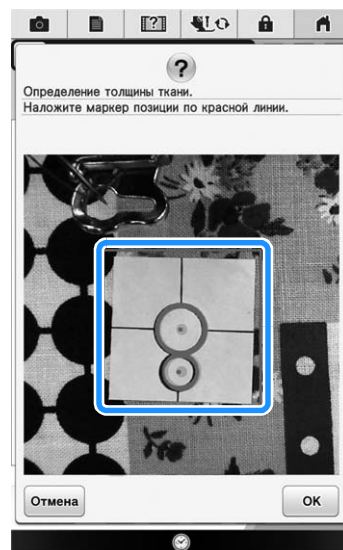 ?
?
Определение толщины ткани.
Наложите маркер позиции по красной линии.
Отмена
OK